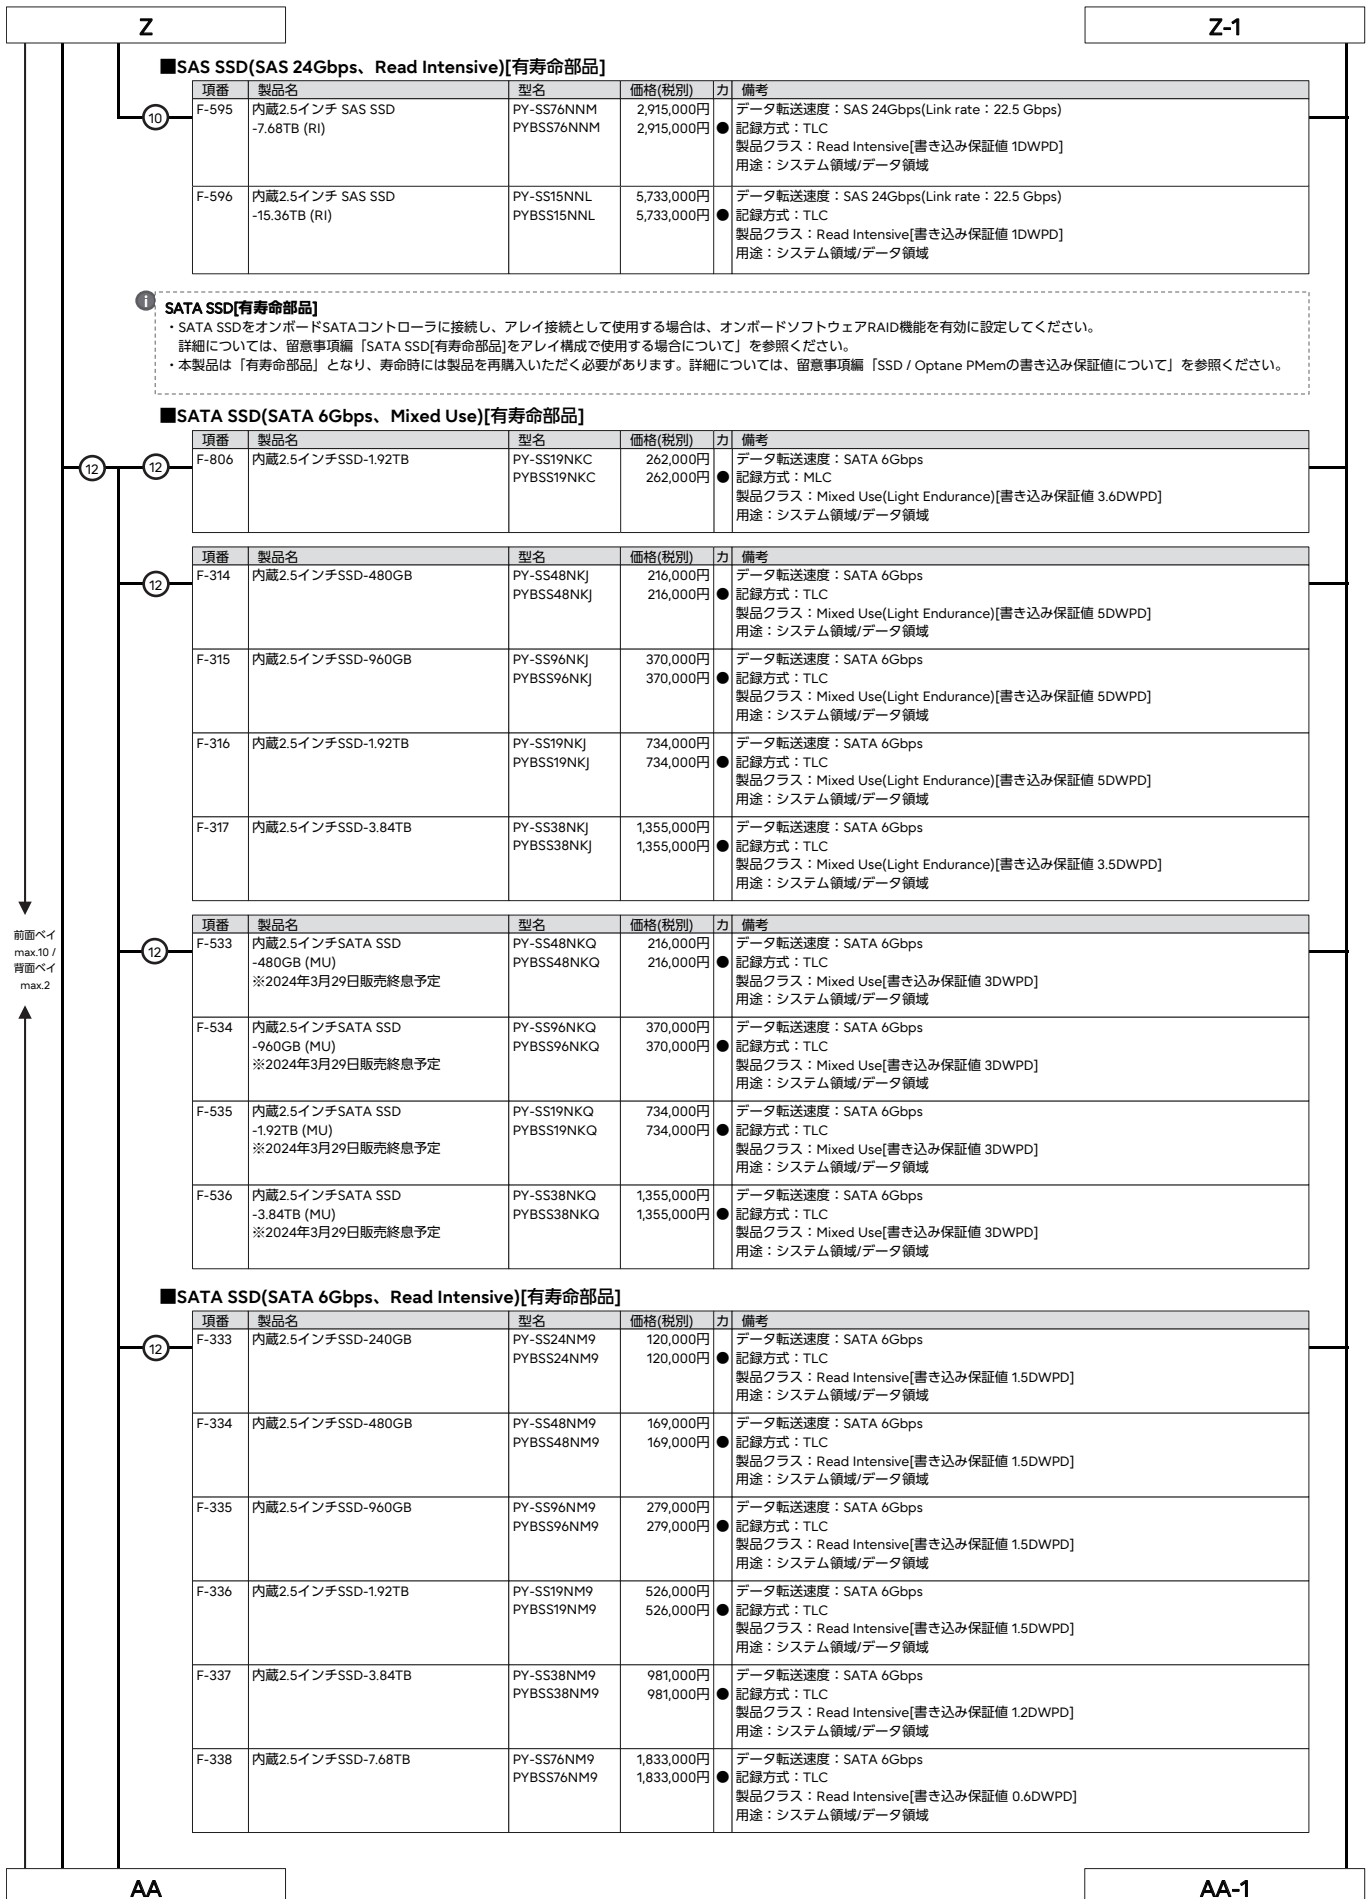 Z
Z-1
■SAS SSD(SAS 24Gbps、Read Intensive)[有寿命部品]
項番 製品名 型名 価格(税別) カ 備考
⑩
F-595 内蔵2.5インチ SAS SSD PY-SS76NNM 2,915,000円 データ転送速度：SAS 24Gbps(Link rate：22.5 Gbps)
-7.68TB (RI) PYBSS76NNM 2,915,000円 ● 記録方式：TLC
製品クラス：Read Intensive[書き込み保証値 1DWPD]
用途：システム領域/データ領域
F-596 内蔵2.5インチ SAS SSD PY-SS15NNL 5,733,000円 データ転送速度：SAS 24Gbps(Link rate：22.5 Gbps)
-15.36TB (RI) PYBSS15NNL 5,733,000円 ● 記録方式：TLC
製品クラス：Read Intensive[書き込み保証値 1DWPD]
用途：システム領域/データ領域
i
SATA SSD[有寿命部品]
・SATA SSDをオンボードSATAコントローラに接続し、アレイ接続として使用する場合は、オンボードソフトウェアRAID機能を有効に設定してください。
詳細については、留意事項編「SATA SSD[有寿命部品]をアレイ構成で使用する場合について」を参照ください。
・本製品は「有寿命部品」となり、寿命時には製品を再購入いただく必要があります。詳細については、留意事項編「SSD / Optane PMemの書き込み保証値について」を参照ください。
■SATA SSD(SATA 6Gbps、Mixed Use)[有寿命部品]
項番 製品名 型名 価格(税別) カ 備考
⑫ ⑫
F-806 内蔵2.5インチSSD-1.92TB PY-SS19NKC 262,000円 データ転送速度：SATA 6Gbps
PYBSS19NKC 262,000円 ● 記録方式：MLC
製品クラス：Mixed Use(Light Endurance)[書き込み保証値 3.6DWPD]
用途：システム領域/データ領域
項番 製品名 型名 価格(税別) カ 備考
⑫
F-314 内蔵2.5インチSSD-480GB PY-SS48NKJ 216,000円 データ転送速度：SATA 6Gbps
PYBSS48NKJ 216,000円 ● 記録方式：TLC
製品クラス：Mixed Use(Light Endurance)[書き込み保証値 5DWPD]
用途：システム領域/データ領域
F-315 内蔵2.5インチSSD-960GB PY-SS96NKJ 370,000円 データ転送速度：SATA 6Gbps
PYBSS96NKJ 370,000円 ● 記録方式：TLC
製品クラス：Mixed Use(Light Endurance)[書き込み保証値 5DWPD]
用途：システム領域/データ領域
F-316 内蔵2.5インチSSD-1.92TB PY-SS19NKJ 734,000円 データ転送速度：SATA 6Gbps
PYBSS19NKJ 734,000円 ● 記録方式：TLC
製品クラス：Mixed Use(Light Endurance)[書き込み保証値 5DWPD]
用途：システム領域/データ領域
F-317 内蔵2.5インチSSD-3.84TB PY-SS38NKJ 1,355,000円 データ転送速度：SATA 6Gbps
PYBSS38NKJ 1,355,000円 ● 記録方式：TLC
製品クラス：Mixed Use(Light Endurance)[書き込み保証値 3.5DWPD]
用途：システム領域/データ領域
前面ベイ
max.10 /
背面ベイ
max.2
項番 製品名 型名 価格(税別) カ 備考
⑫
F-533 内蔵2.5インチSATA SSD PY-SS48NKQ 216,000円 データ転送速度：SATA 6Gbps
-480GB (MU) PYBSS48NKQ 216,000円 ● 記録方式：TLC
※2024年3月29日販売終息予定 製品クラス：Mixed Use[書き込み保証値 3DWPD]
用途：システム領域/データ領域
F-534 内蔵2.5インチSATA SSD PY-SS96NKQ 370,000円 データ転送速度：SATA 6Gbps
-960GB (MU) PYBSS96NKQ 370,000円 ● 記録方式：TLC
※2024年3月29日販売終息予定 製品クラス：Mixed Use[書き込み保証値 3DWPD]
用途：システム領域/データ領域
F-535 内蔵2.5インチSATA SSD PY-SS19NKQ 734,000円 データ転送速度：SATA 6Gbps
-1.92TB (MU) PYBSS19NKQ 734,000円 ● 記録方式：TLC
※2024年3月29日販売終息予定 製品クラス：Mixed Use[書き込み保証値 3DWPD]
用途：システム領域/データ領域
F-536 内蔵2.5インチSATA SSD PY-SS38NKQ 1,355,000円 データ転送速度：SATA 6Gbps
-3.84TB (MU) PYBSS38NKQ 1,355,000円 ● 記録方式：TLC
※2024年3月29日販売終息予定 製品クラス：Mixed Use[書き込み保証値 3DWPD]
用途：システム領域/データ領域
■SATA SSD(SATA 6Gbps、Read Intensive)[有寿命部品]
項番 製品名 型名 価格(税別) カ 備考
⑫
F-333 内蔵2.5インチSSD-240GB PY-SS24NM9 120,000円 データ転送速度：SATA 6Gbps
PYBSS24NM9 120,000円 ● 記録方式：TLC
製品クラス：Read Intensive[書き込み保証値 1.5DWPD]
用途：システム領域/データ領域
F-334 内蔵2.5インチSSD-480GB PY-SS48NM9 169,000円 データ転送速度：SATA 6Gbps
PYBSS48NM9 169,000円 ● 記録方式：TLC
製品クラス：Read Intensive[書き込み保証値 1.5DWPD]
用途：システム領域/データ領域
F-335 内蔵2.5インチSSD-960GB PY-SS96NM9 279,000円 データ転送速度：SATA 6Gbps
PYBSS96NM9 279,000円 ● 記録方式：TLC
製品クラス：Read Intensive[書き込み保証値 1.5DWPD]
用途：システム領域/データ領域
F-336 内蔵2.5インチSSD-1.92TB PY-SS19NM9 526,000円 データ転送速度：SATA 6Gbps
PYBSS19NM9 526,000円 ● 記録方式：TLC
製品クラス：Read Intensive[書き込み保証値 1.5DWPD]
用途：システム領域/データ領域
F-337 内蔵2.5インチSSD-3.84TB PY-SS38NM9 981,000円 データ転送速度：SATA 6Gbps
PYBSS38NM9 981,000円 ● 記録方式：TLC
製品クラス：Read Intensive[書き込み保証値 1.2DWPD]
用途：システム領域/データ領域
F-338 内蔵2.5インチSSD-7.68TB PY-SS76NM9 1,833,000円 データ転送速度：SATA 6Gbps
PYBSS76NM9 1,833,000円 ● 記録方式：TLC
製品クラス：Read Intensive[書き込み保証値 0.6DWPD]
用途：システム領域/データ領域
AA
AA-1